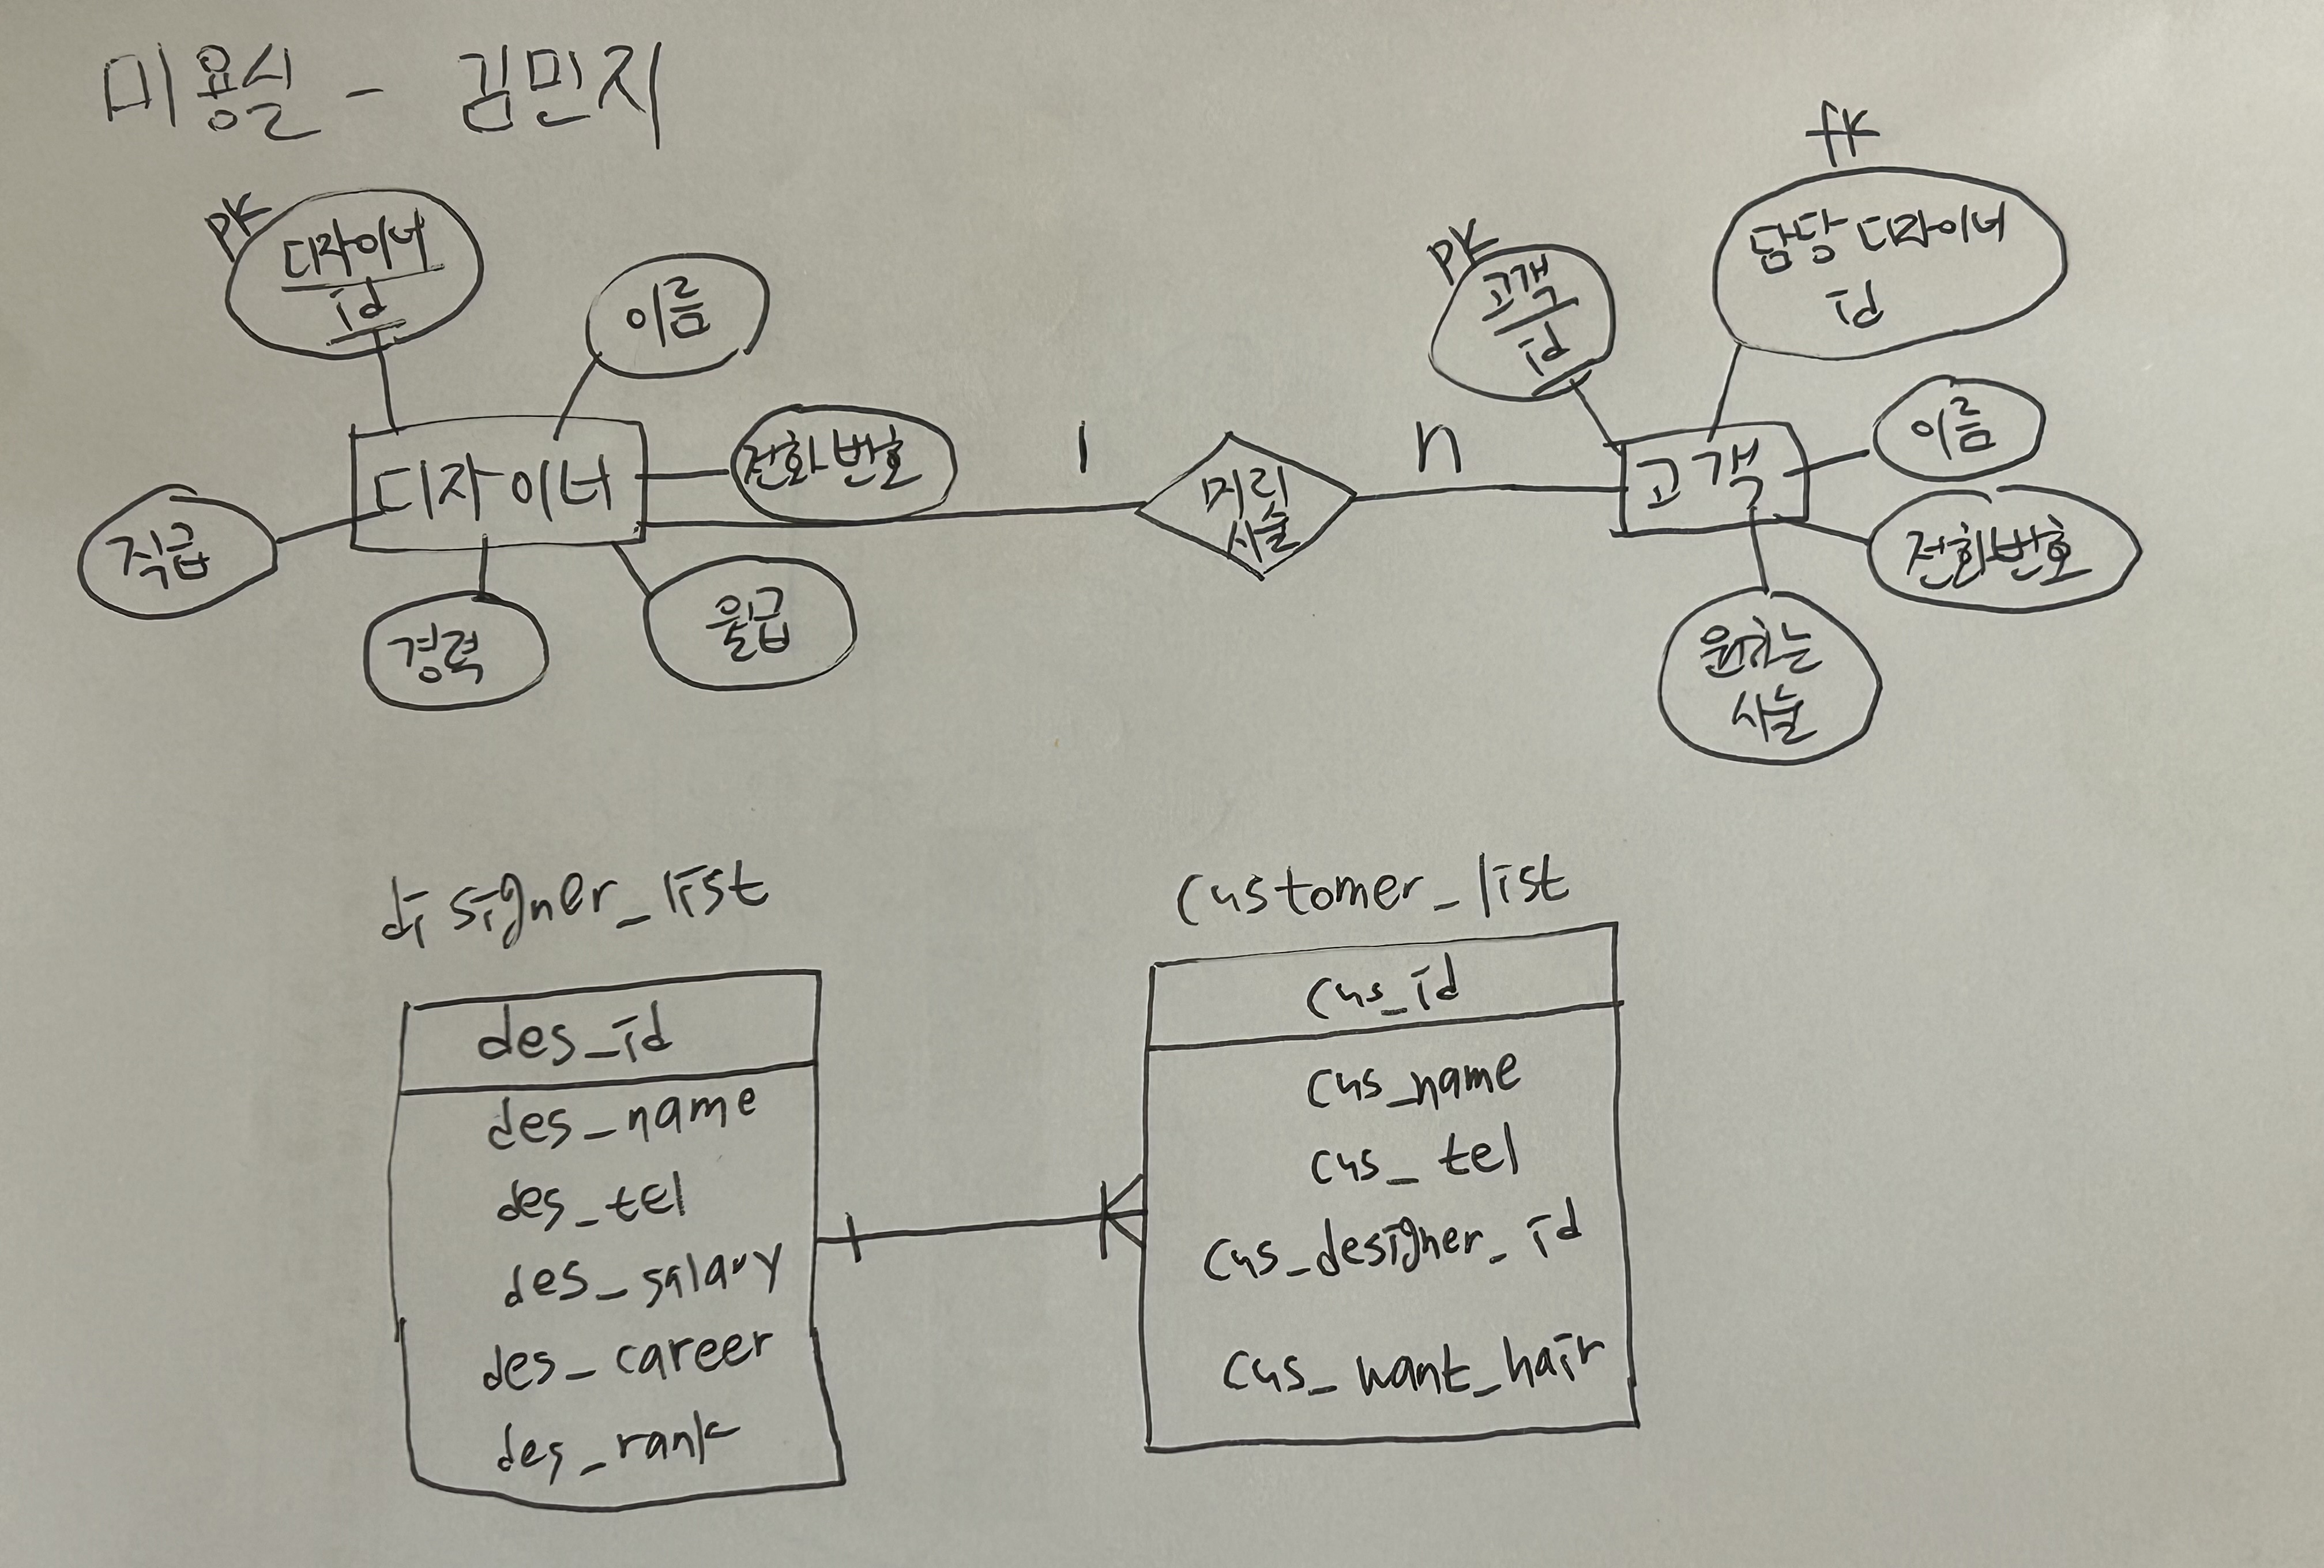 미용실 - 김민지
PK
디자이너
id
이름
전화번호
디자이너
직급
경력
월급
1
머리
시술
n
PK
고객
id
fk
담당 디자이너
id
고객
이름
전화번호
원하는
시술
disigner_list
des_id
des_name
des_tel
des_salary
des_career
des_rank
customer_list
cus_id
cus_name
cus_tel
cus_designer_id
cus_want_hair